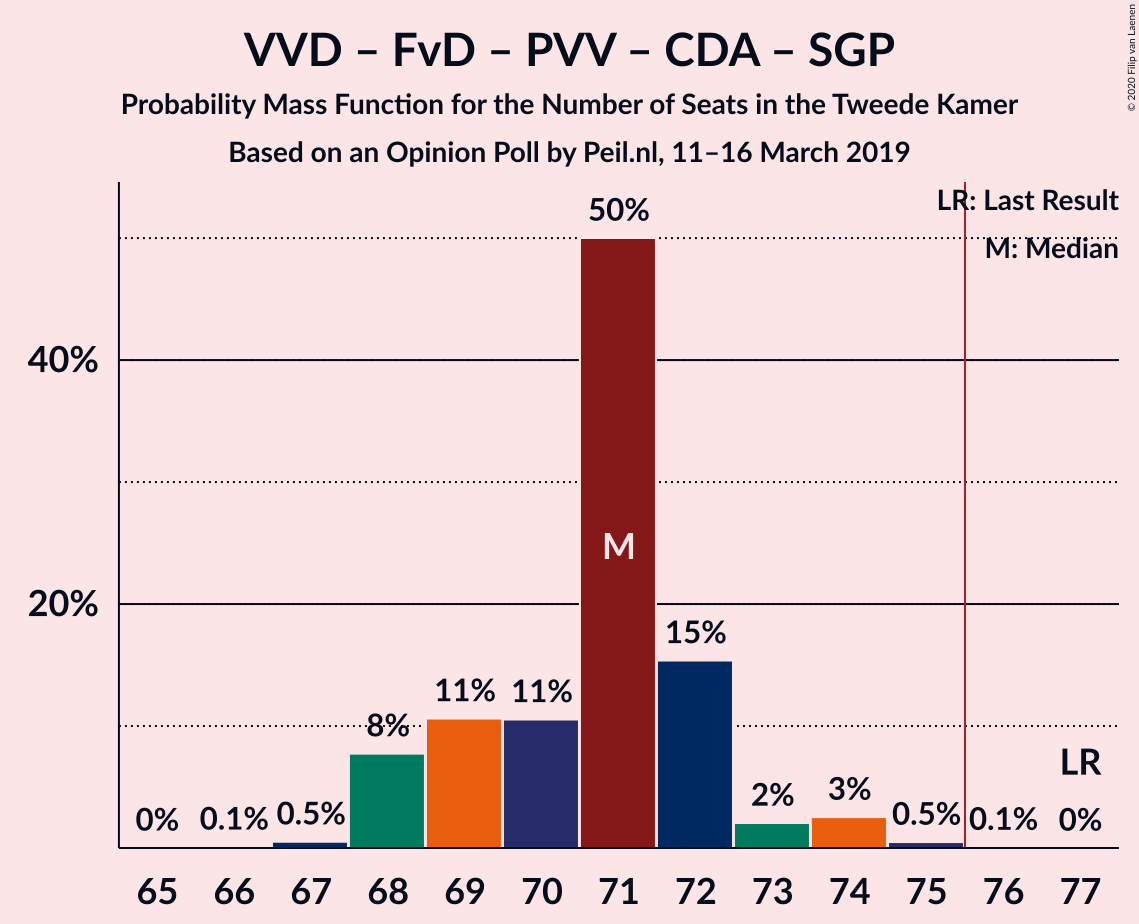 VVD – FvD – PVV – CDA – SGP
Probability Mass Function for the Number of Seats in the Tweede Kamer
Based on an Opinion Poll by Peil.nl, 11–16 March 2019
© 2020 Filip van Laenen
LR: Last Result
M: Median
50%
40%
M
20%
15%
11% 11%
8%
LR
3%
2%
0% 0.1% 0.5% 0.5% 0.1% 0%
65 66 67 68 69 70 71 72 73 74 75 76 77